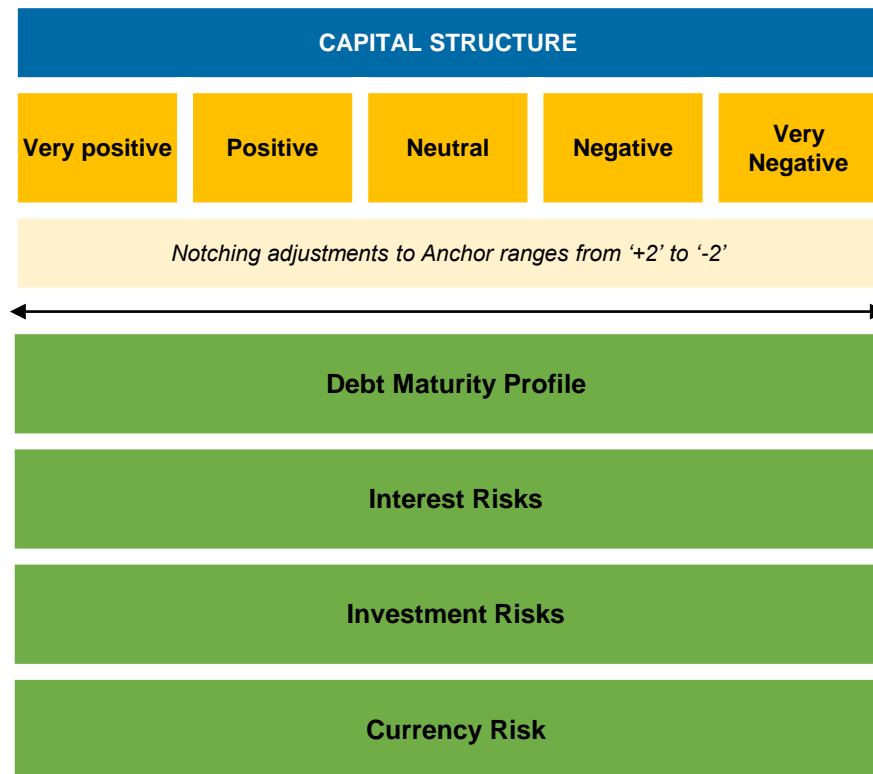 CAPITAL STRUCTURE
Very positive
Positive
Neutral
Negative
Very
Negative
Notching adjustments to Anchor ranges from ‘+2’ to ‘-2’
Debt Maturity Profile
Interest Risks
Investment Risks
Currency Risk